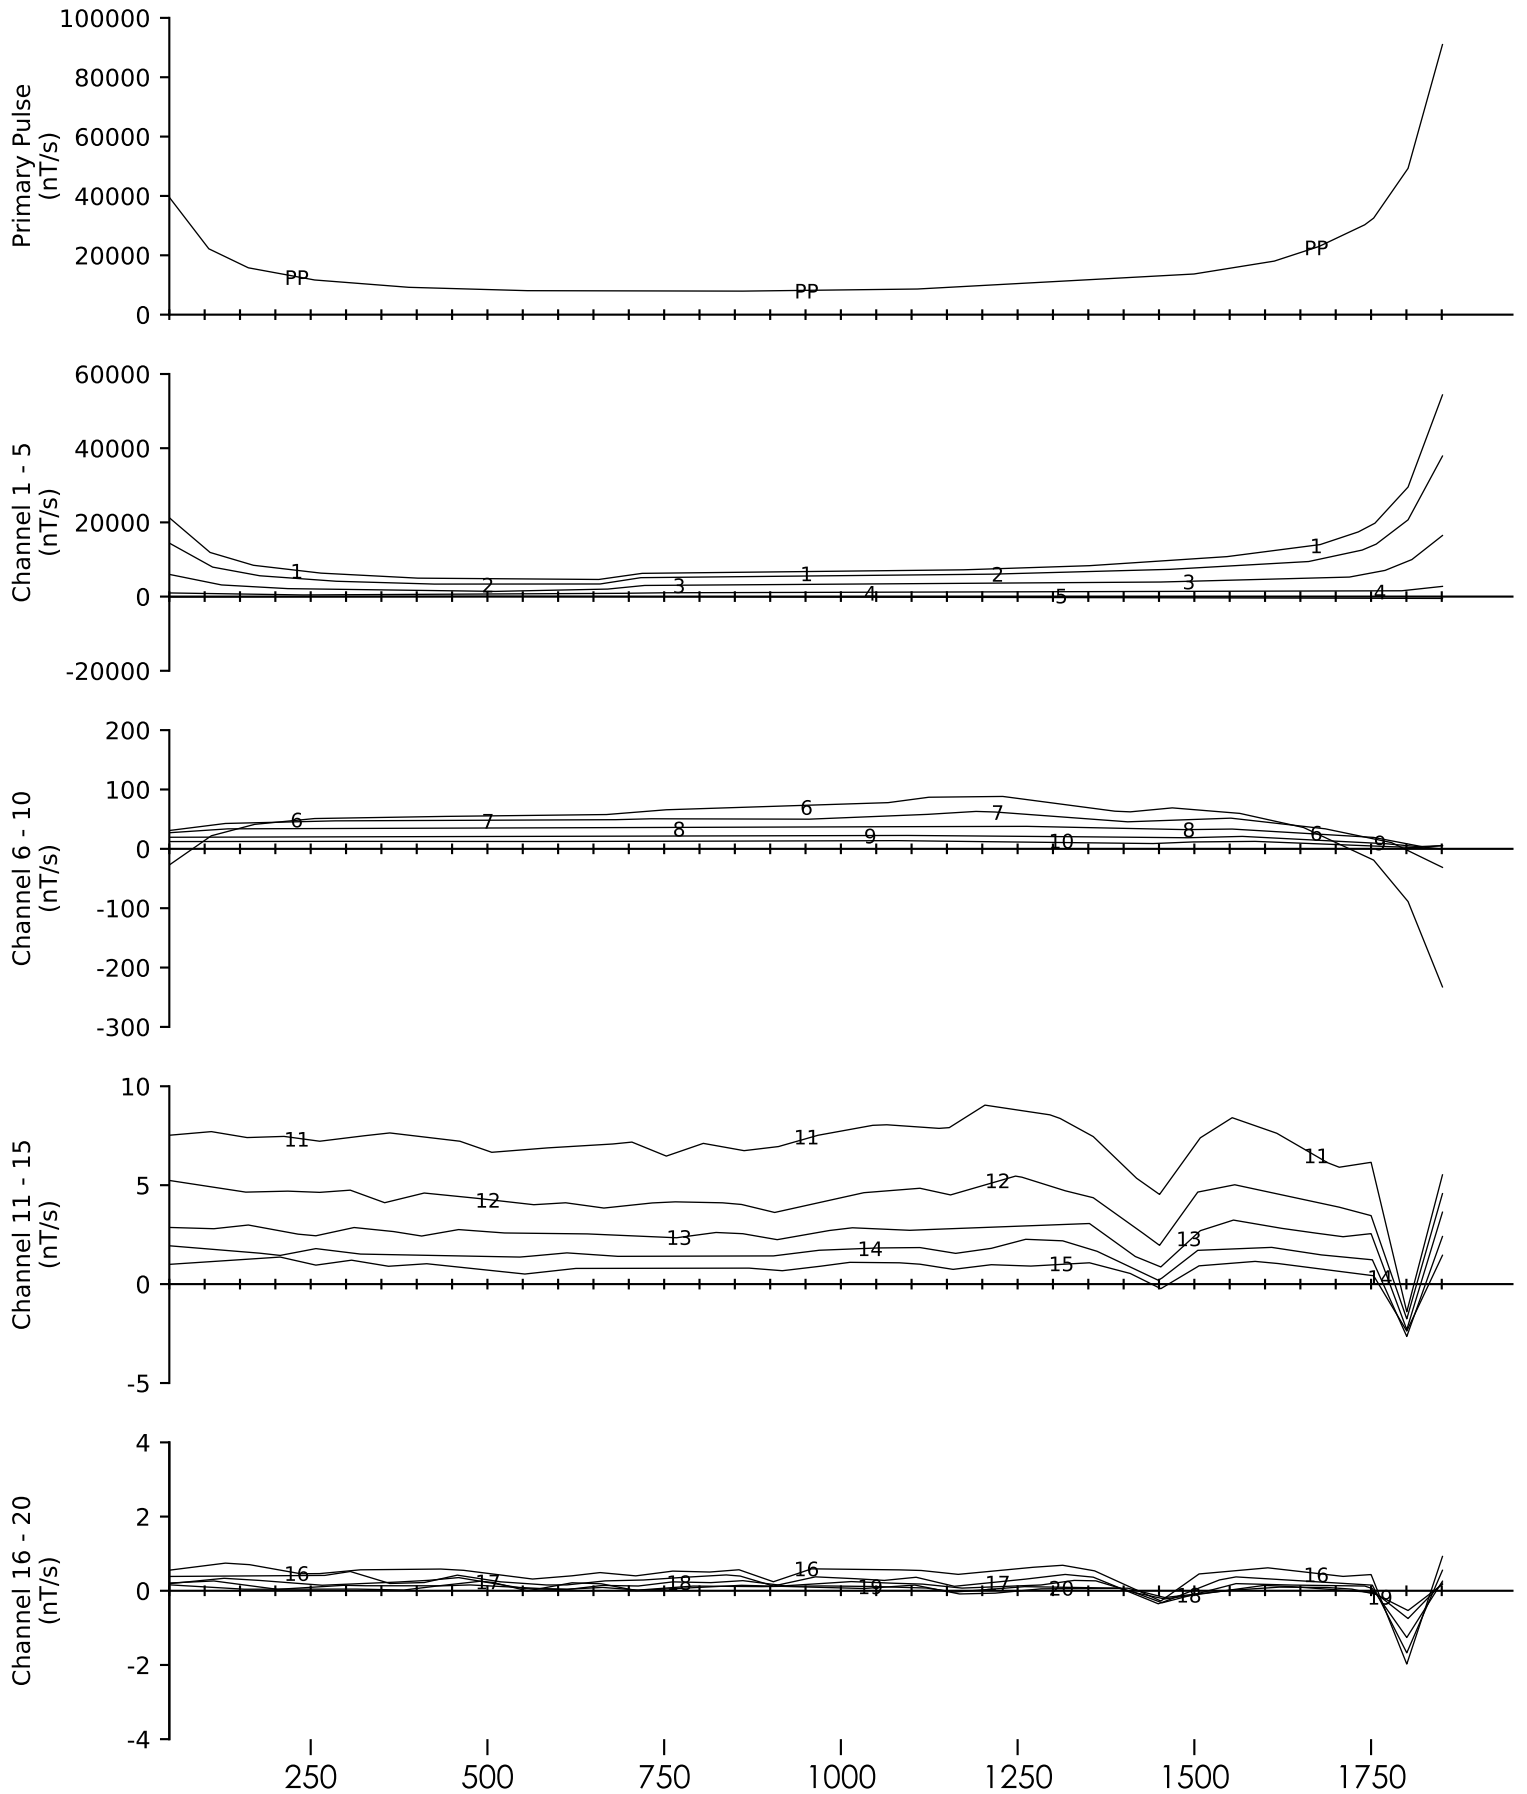 100000
80000
60000
40000
20000
0
Primary Pulse
(nT/s)
PP PP PP
60000
40000
20000
0
-20000
Channel 1 - 5
(nT/s)
1 2 3 1 4 2 5 3 1 4
200
100
0
-100
-200
-300
Channel 6 - 10
(nT/s)
6 7 8 6 9 7 10 8 6 9
10
5
0
-5
Channel 11 - 15
(nT/s)
11 12 13 11 14 12 15 13 11 14
4
2
0
-2
-4
Channel 16 - 20
(nT/s)
16 17 18 16 19 17 20 18 16 19
250 500 750 1000 1250 1500 1750